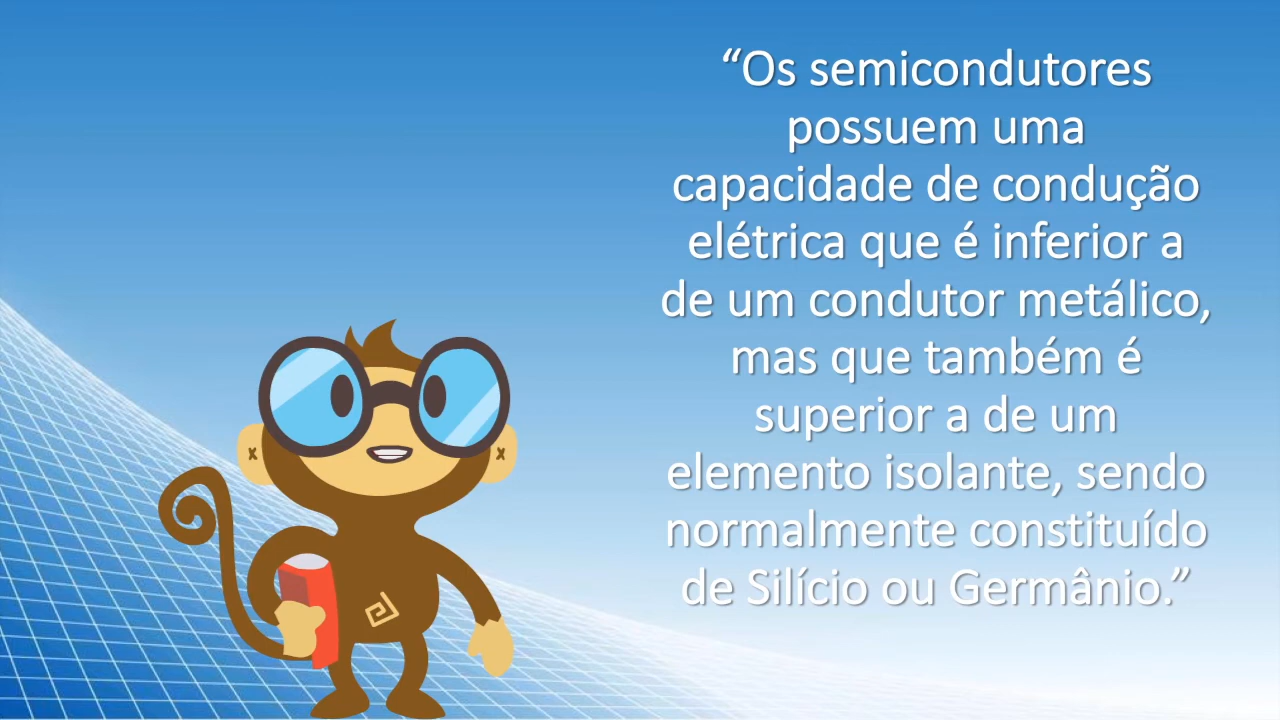 “Os semicondutores
possuem uma
capacidade de condução
elétrica que é inferior a
de um condutor metálico,
mas que também é
superior a de um
elemento isolante, sendo
normalmente constituído
de Silício ou Germânio.”